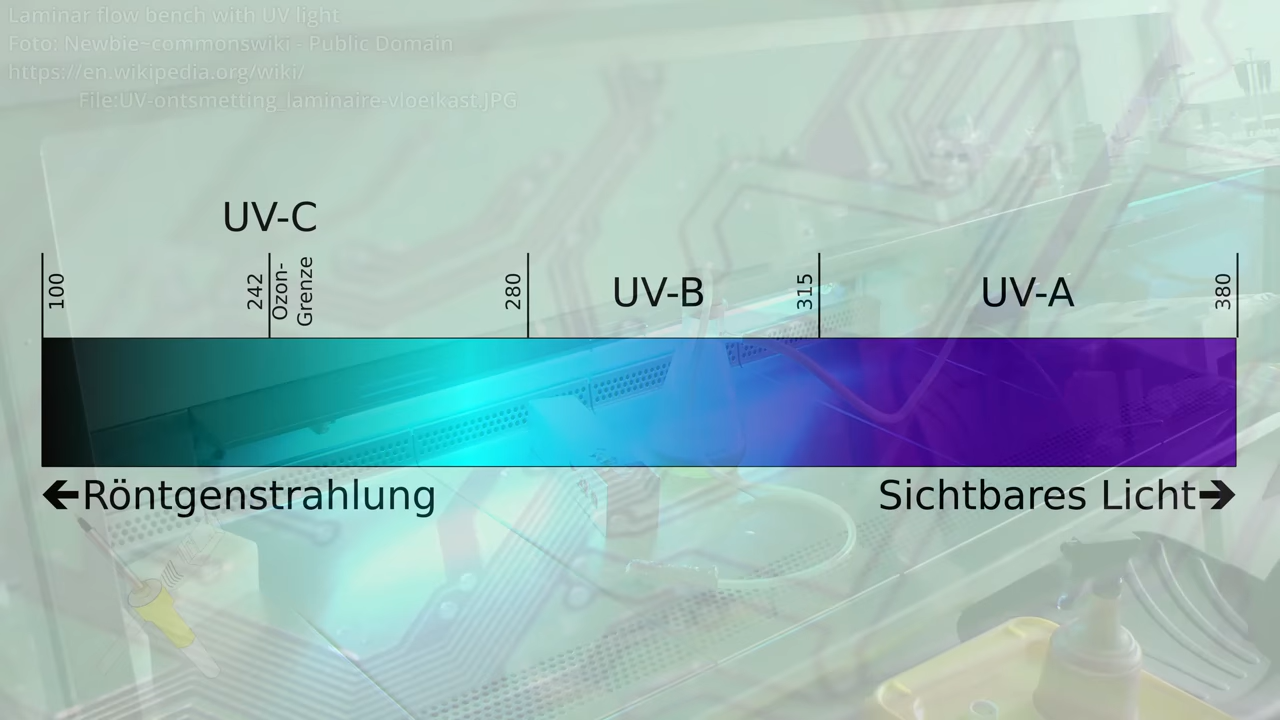 Laminar flow bench with UV light
Foto: Newbie~commonswiki - Public Domain
https://en.wikipedia.org/wiki/
File:UV-ontsmetting_laminaire-vloeikast.JPG
UV-C
100
242
Ozon-
Grenze
280
UV-B
315
UV-A
380
🡸Röntgenstrahlung
Sichtbares Licht🡺